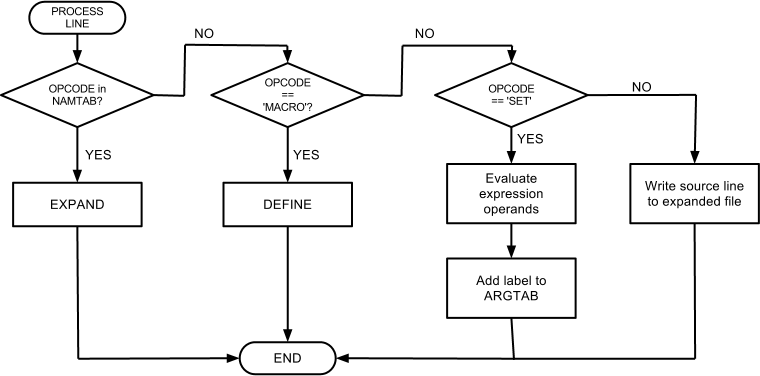 PROCESS
LINE
NO
NO
OPCODE in
NAMTAB?
OPCODE
==
'MACRO'?
OPCODE
== 'SET'
NO
YES
YES
YES
EXPAND
DEFINE
Evaluate
expression
operands
Write source line
to expanded file
Add label to
ARGTAB
END